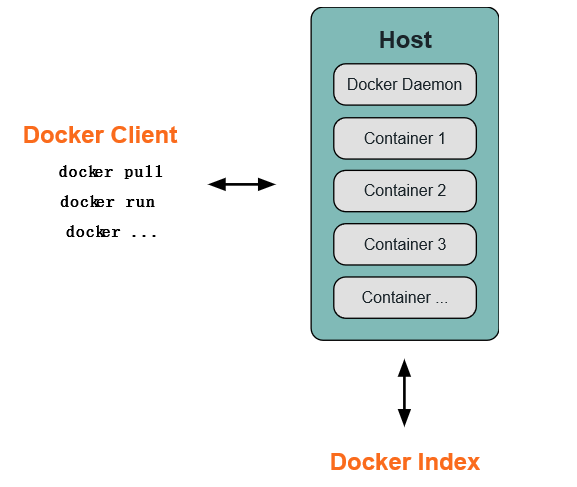 Host
Docker Daemon
Container 1
Container 2
Container 3
Container ...
Docker Client
docker pull
docker run
docker ...
Docker Index